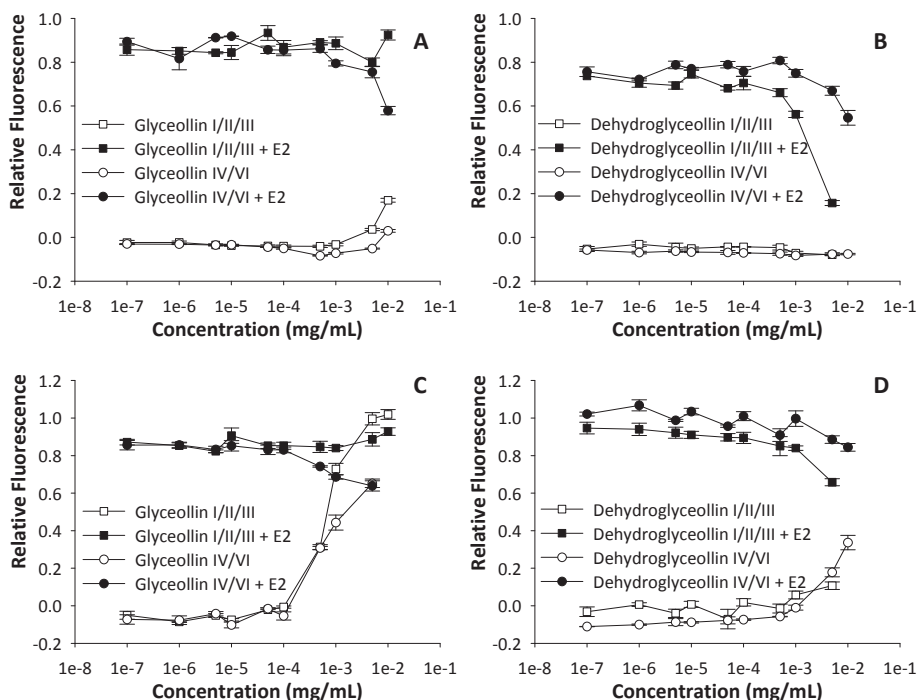 A
Relative Fluorescence
1.0
0.8
0.6
0.4
0.2
0.0
-0.2
Glyceollin I/II/III
Glyceollin I/II/III + E2
Glyceollin IV/VI
Glyceollin IV/VI + E2
1e-8 1e-7 1e-6 1e-5 1e-4 1e-3 1e-2 1e-1
Concentration (mg/mL)
B
Relative Fluorescence
1.0
0.8
0.6
0.4
0.2
0.0
-0.2
Dehydroglyceollin I/II/III
Dehydroglyceollin I/II/III + E2
Dehydroglyceollin IV/VI
Dehydroglyceollin IV/VI + E2
1e-8 1e-7 1e-6 1e-5 1e-4 1e-3 1e-2 1e-1
Concentration (mg/mL)
C
Relative Fluorescence
1.2
1.0
0.8
0.6
0.4
0.2
0.0
-0.2
Glyceollin I/II/III
Glyceollin I/II/III + E2
Glyceollin IV/VI
Glyceollin IV/VI + E2
1e-8 1e-7 1e-6 1e-5 1e-4 1e-3 1e-2 1e-1
Concentration (mg/mL)
D
Relative Fluorescence
1.2
1.0
0.8
0.6
0.4
0.2
0.0
-0.2
Dehydroglyceollin I/II/III
Dehydroglyceollin I/II/III + E2
Dehydroglyceollin IV/VI
Dehydroglyceollin IV/VI + E2
1e-8 1e-7 1e-6 1e-5 1e-4 1e-3 1e-2 1e-1
Concentration (mg/mL)